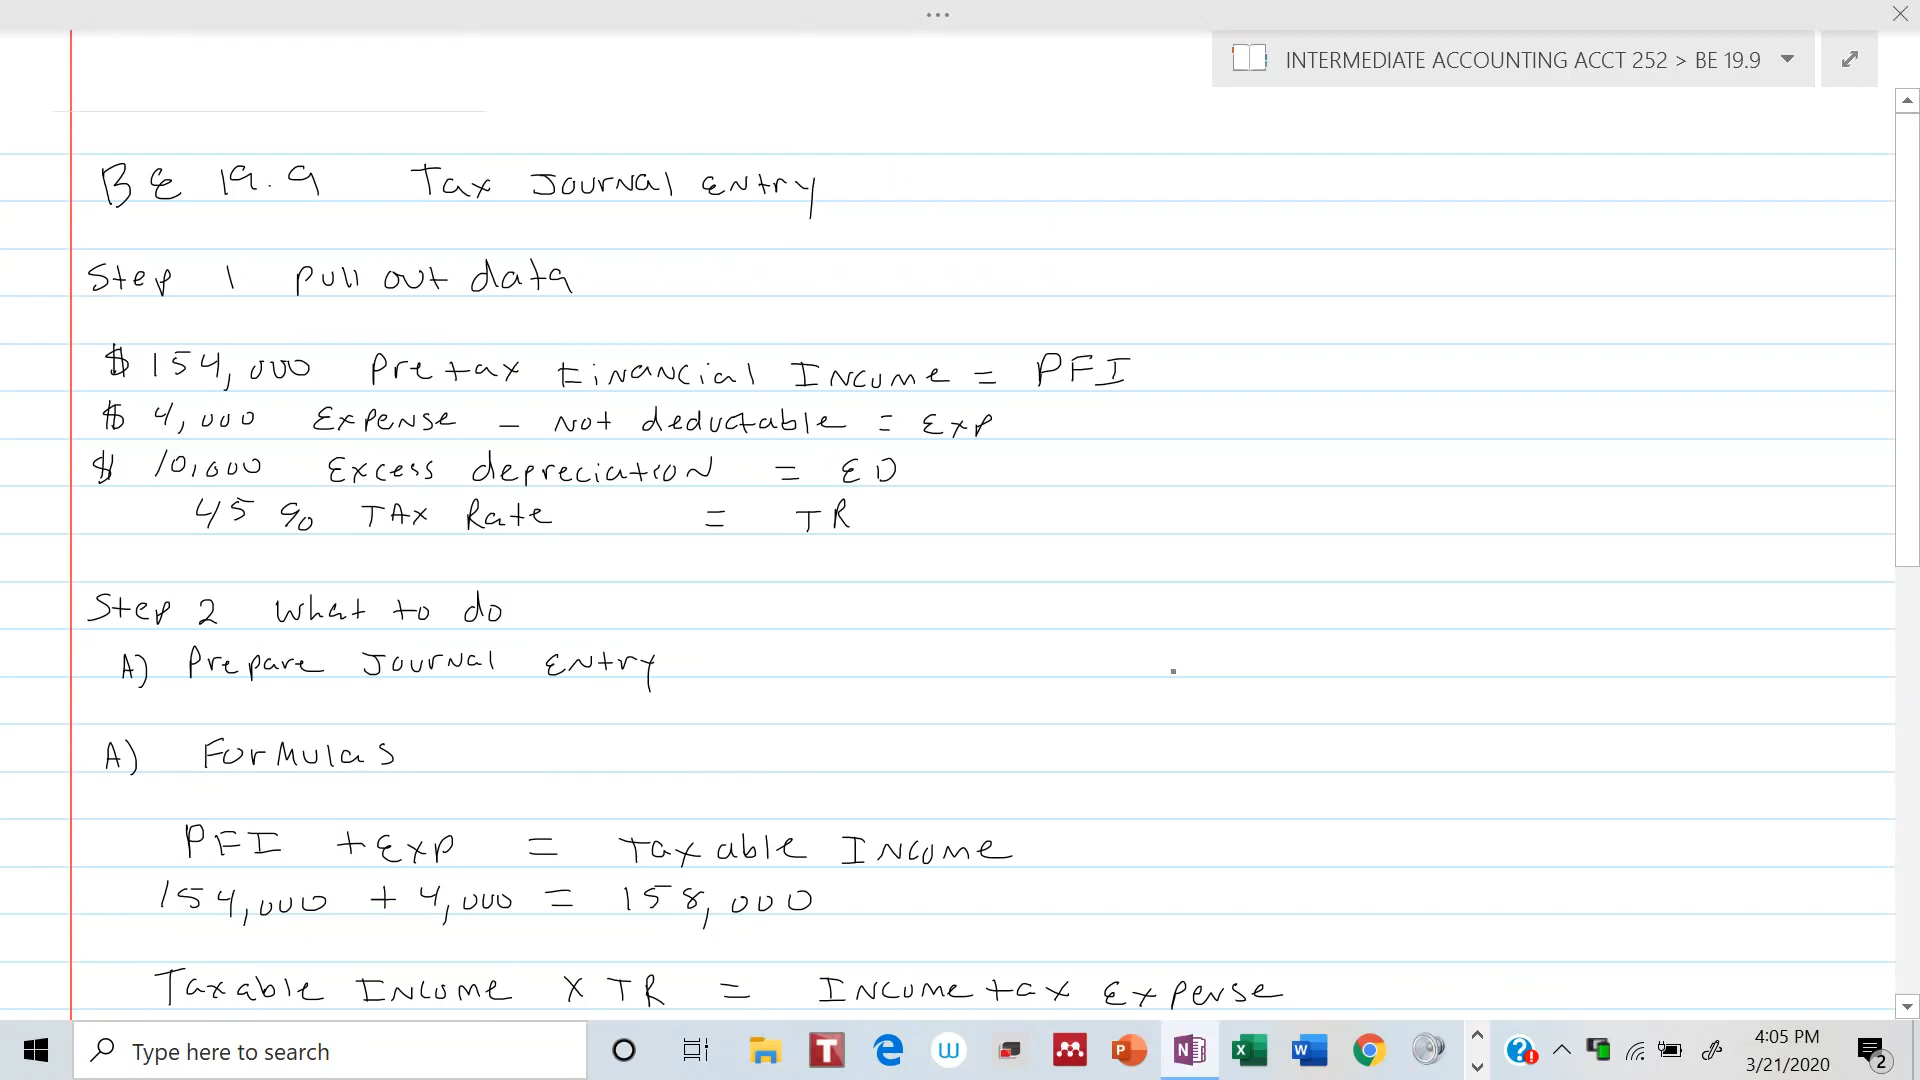 INTERMEDIATE ACCOUNTING ACCT 252 > BE 19.9
BE 19.9 Tax Journal Entry
Step 1 Pull out data
$154,000 Pretax Financial Income = PFI
$ 4,000 Expense - not deductable = Exp
$ 10,000 Excess depreciation = ED
45 % TAX Rate = TR
Step 2 What to do
A) Prepare Journal Entry
A) Formulas
PFI + Exp = Taxable Income
154,000 + 4,000 = 158,000
Taxable Income X TR = Income tax Expense
Type here to search
4:05 PM
3/21/2020
2